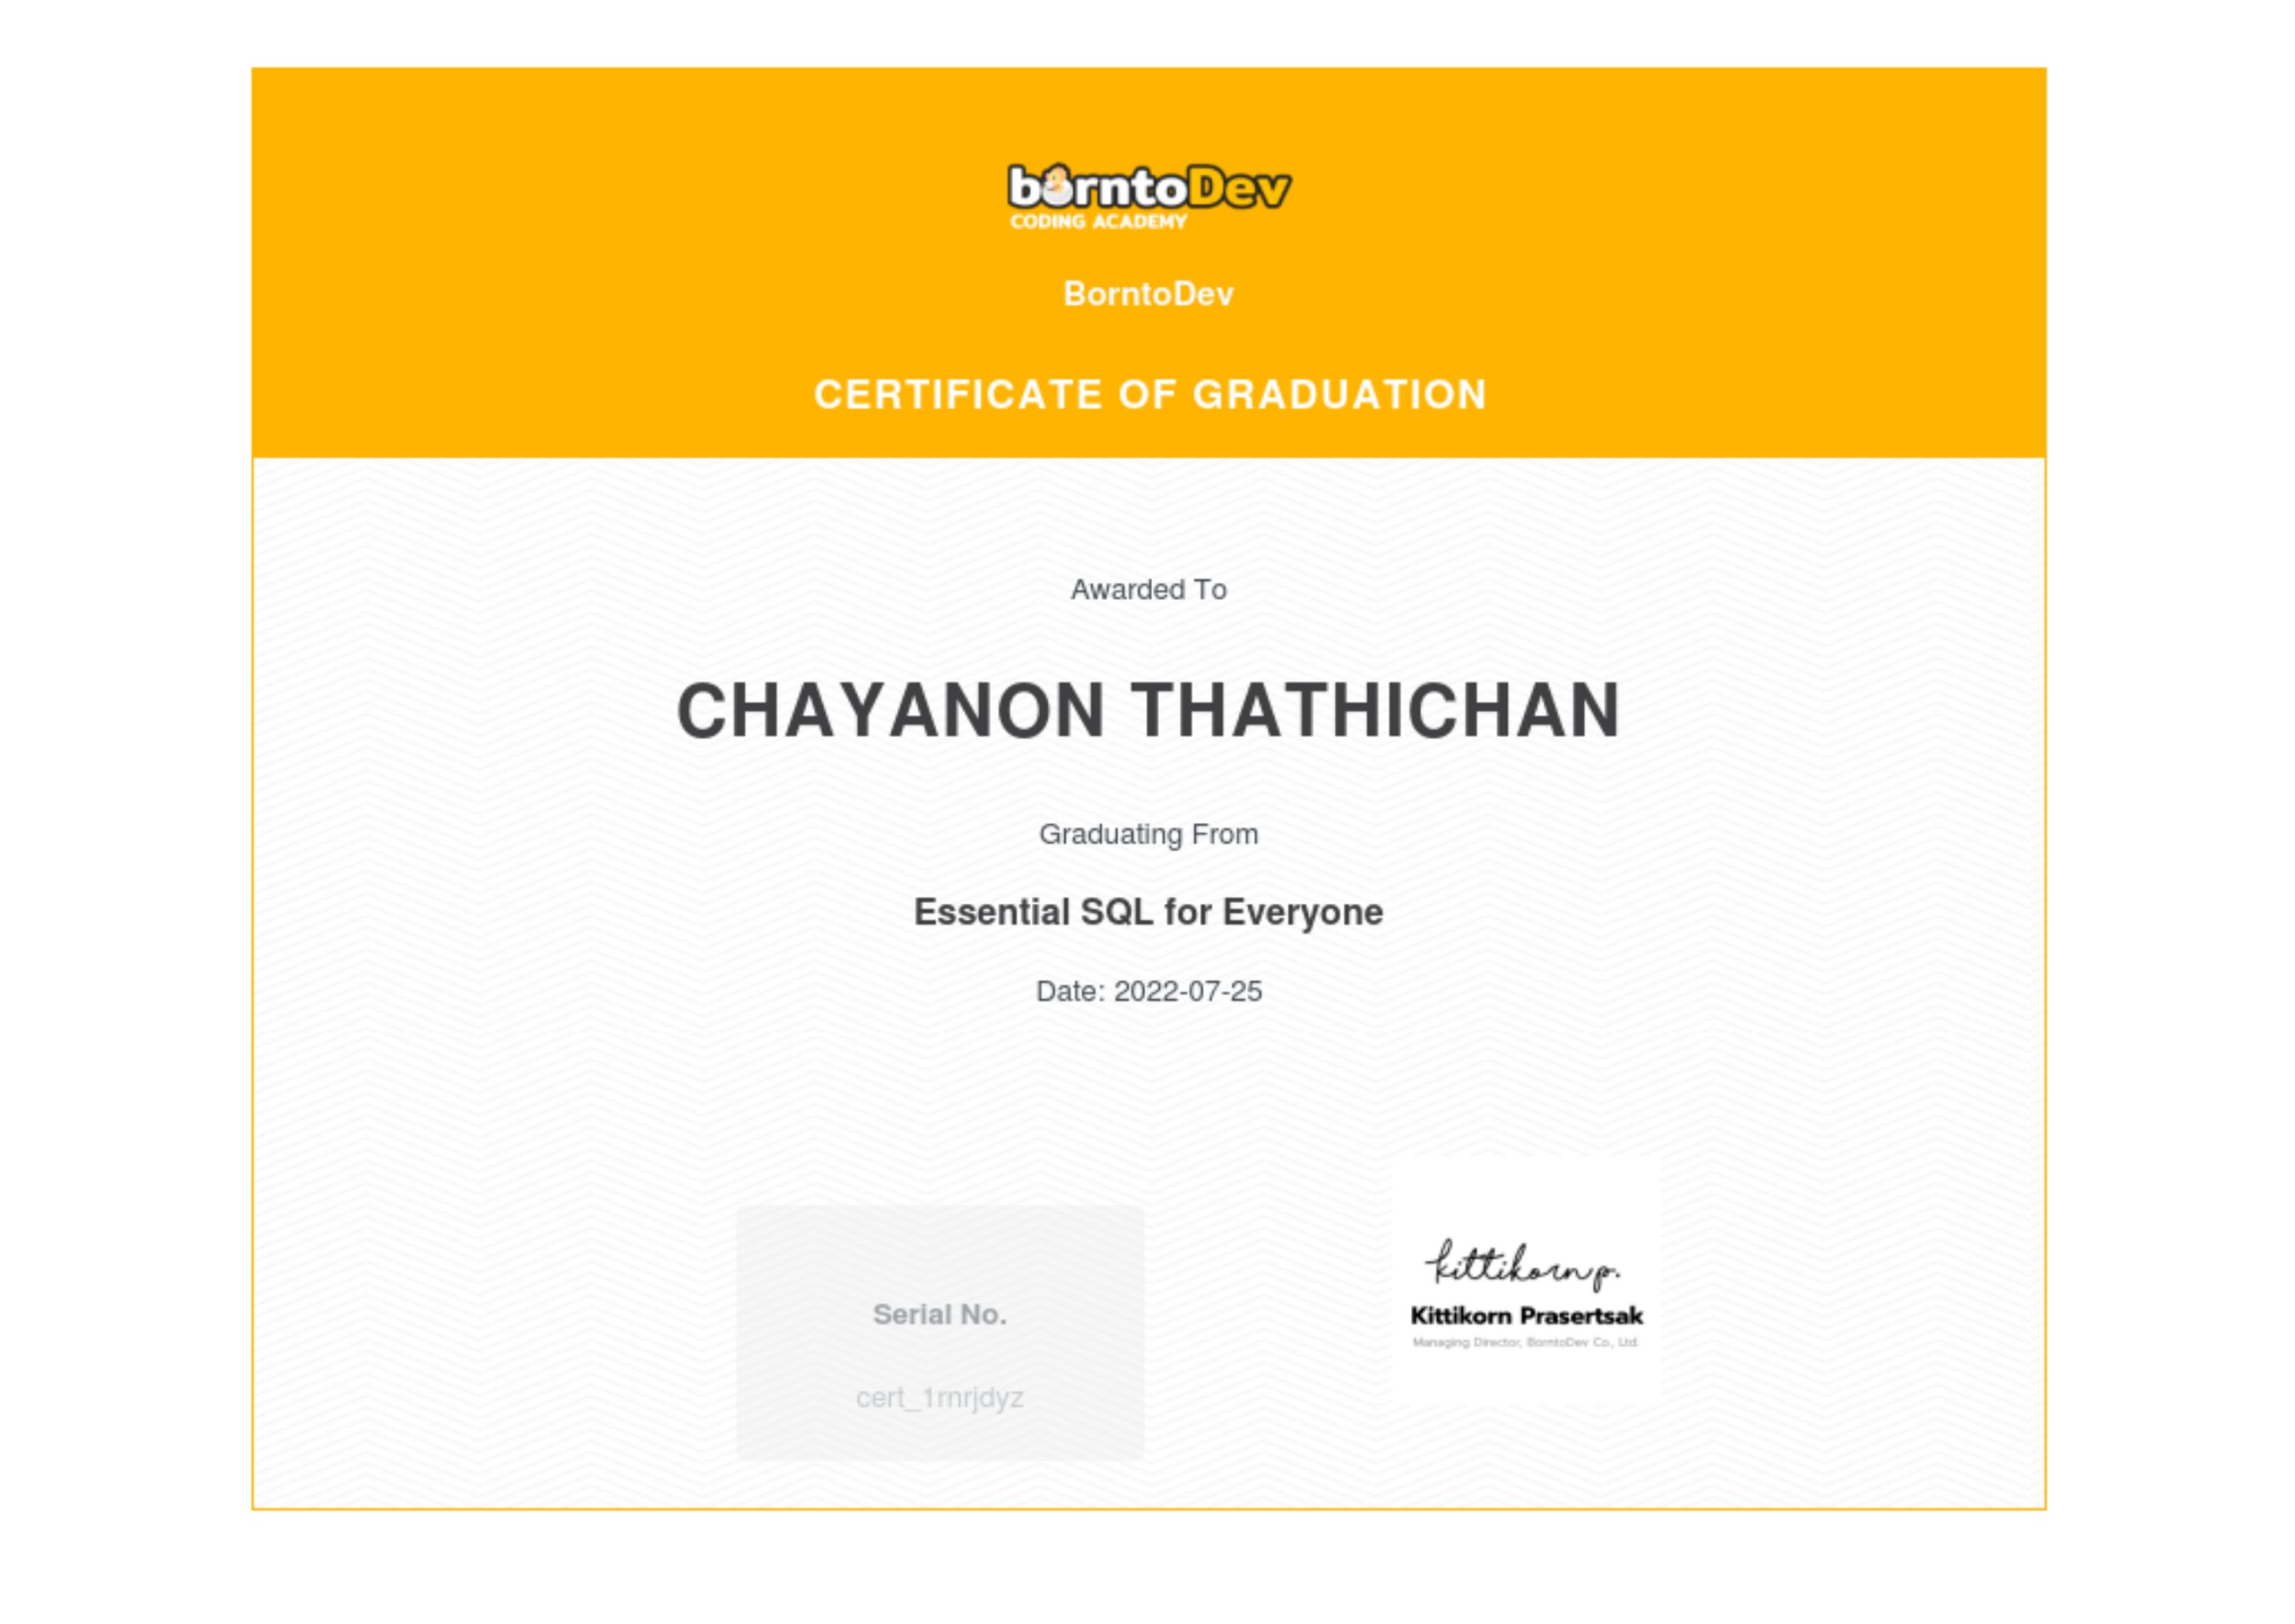 borntoDev
CODING ACADEMY
BorntoDev
CERTIFICATE OF GRADUATION
Awarded To
CHAYANON THATHICHAN
Graduating From
Essential SQL for Everyone
Date: 2022-07-25
Serial No.
cert_1rnrjdyz
kittikorn p.
Kittikorn Prasertsak
Managing Director, BorntoDev Co., Ltd.